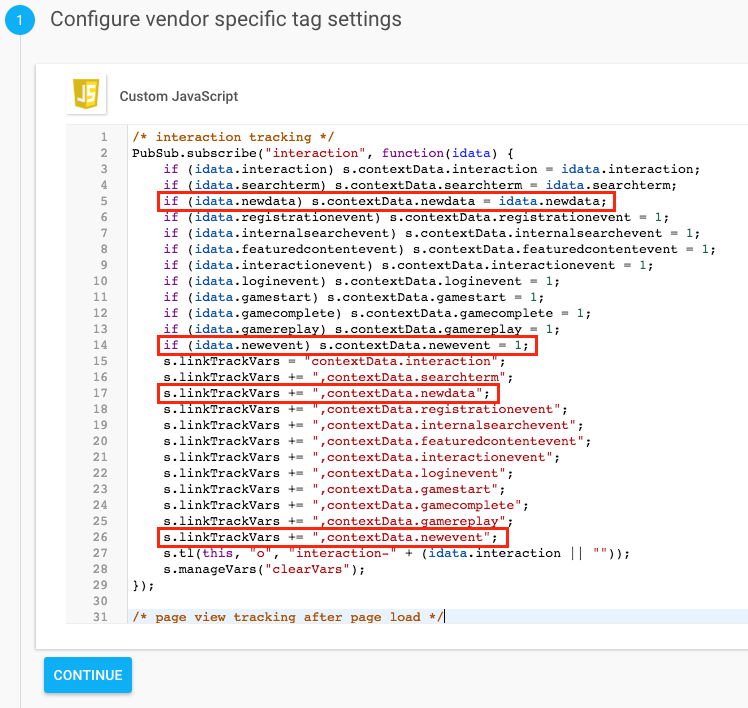 1 Configure vendor specific tag settings
JS Custom JavaScript
1 /* interaction tracking */
2 PubSub.subscribe("interaction", function(idata) {
3 if (idata.interaction) s.contextData.interaction = idata.interaction;
4 if (idata.searchterm) s.contextData.searchterm = idata.searchterm;
5 if (idata.newdata) s.contextData.newdata = idata.newdata;
6 if (idata.registrationevent) s.contextData.registrationevent = 1;
7 if (idata.internalsearchevent) s.contextData.internalsearchevent = 1;
8 if (idata.featuredcontentevent) s.contextData.featuredcontentevent = 1;
9 if (idata.interactionevent) s.contextData.interactionevent = 1;
10 if (idata.loginevent) s.contextData.loginevent = 1;
11 if (idata.gamestart) s.contextData.gamestart = 1;
12 if (idata.gamecomplete) s.contextData.gamecomplete = 1;
13 if (idata.gamereplay) s.contextData.gamereplay = 1;
14 if (idata.newevent) s.contextData.newevent = 1;
15 s.linkTrackVars = "contextData.interaction";
16 s.linkTrackVars += ",contextData.searchterm";
17 s.linkTrackVars += ",contextData.newdata";
18 s.linkTrackVars += ",contextData.registrationevent";
19 s.linkTrackVars += ",contextData.internalsearchevent";
20 s.linkTrackVars += ",contextData.featuredcontentevent";
21 s.linkTrackVars += ",contextData.interactionevent";
22 s.linkTrackVars += ",contextData.loginevent";
23 s.linkTrackVars += ",contextData.gamestart";
24 s.linkTrackVars += ",contextData.gamecomplete";
25 s.linkTrackVars += ",contextData.gamereplay";
26 s.linkTrackVars += ",contextData.newevent";
27 s.tl(this, "o", "interaction-" + (idata.interaction || ""));
28 s.manageVars("clearVars");
29 });
30
31 /* page view tracking after page load */
CONTINUE